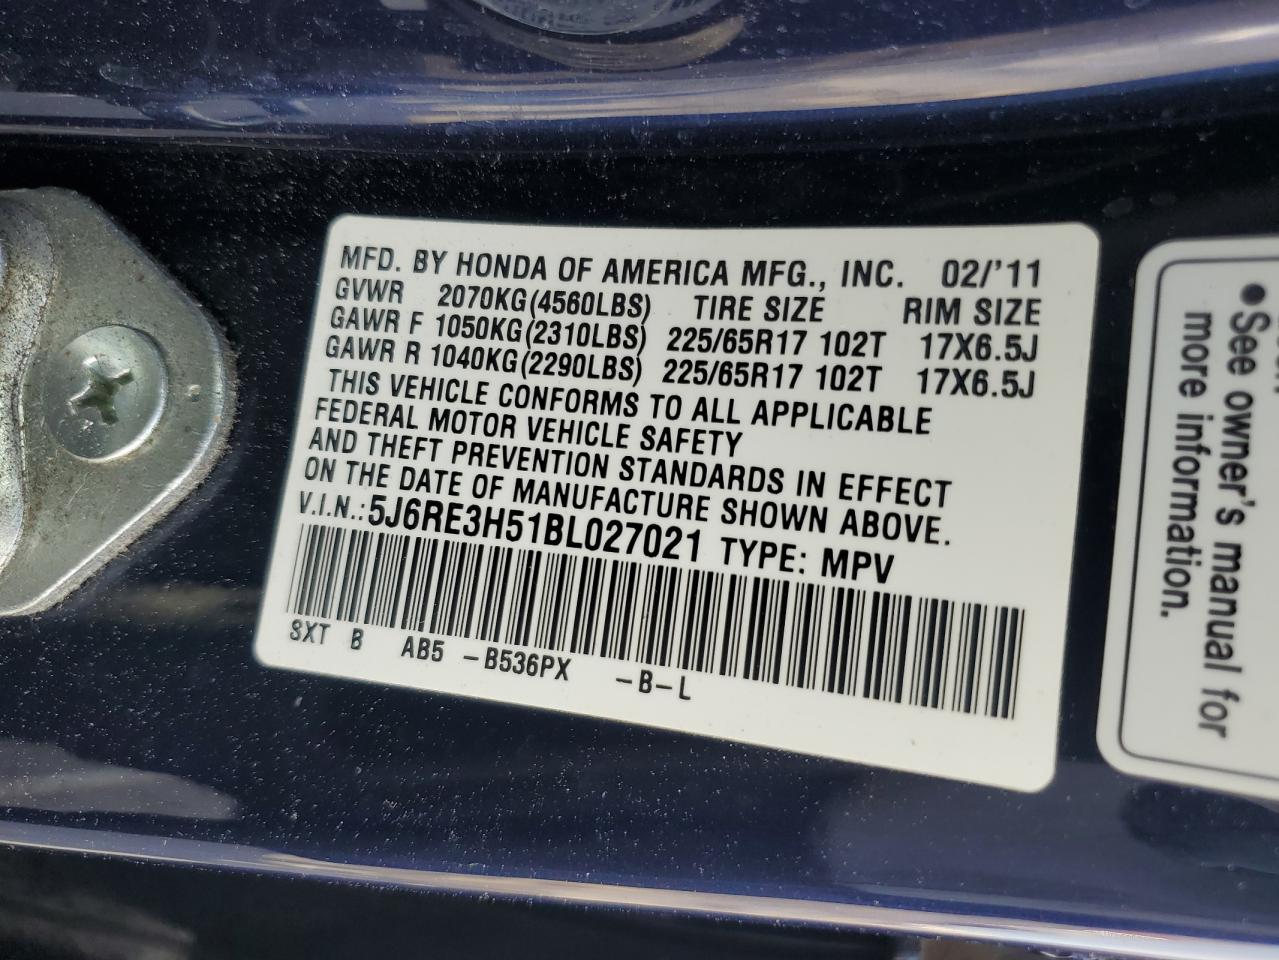 MFD. BY HONDA OF AMERICA MFG., INC. 02/'11
GVWR 2070KG(4560LBS) TIRE SIZE RIM SIZE
GAWR F 1050KG(2310LBS) 225/65R17 102T 17X6.5J
GAWR R 1040KG(2290LBS) 225/65R17 102T 17X6.5J
THIS VEHICLE CONFORMS TO ALL APPLICABLE
FEDERAL MOTOR VEHICLE SAFETY
AND THEFT PREVENTION STANDARDS IN EFFECT
ON THE DATE OF MANUFACTURE SHOWN ABOVE.
V.I.N.: 5J6RE3H51BL027021 TYPE: MPV
SXT B AB5 -B536PX -B-L
•See owner's manual for
more information.